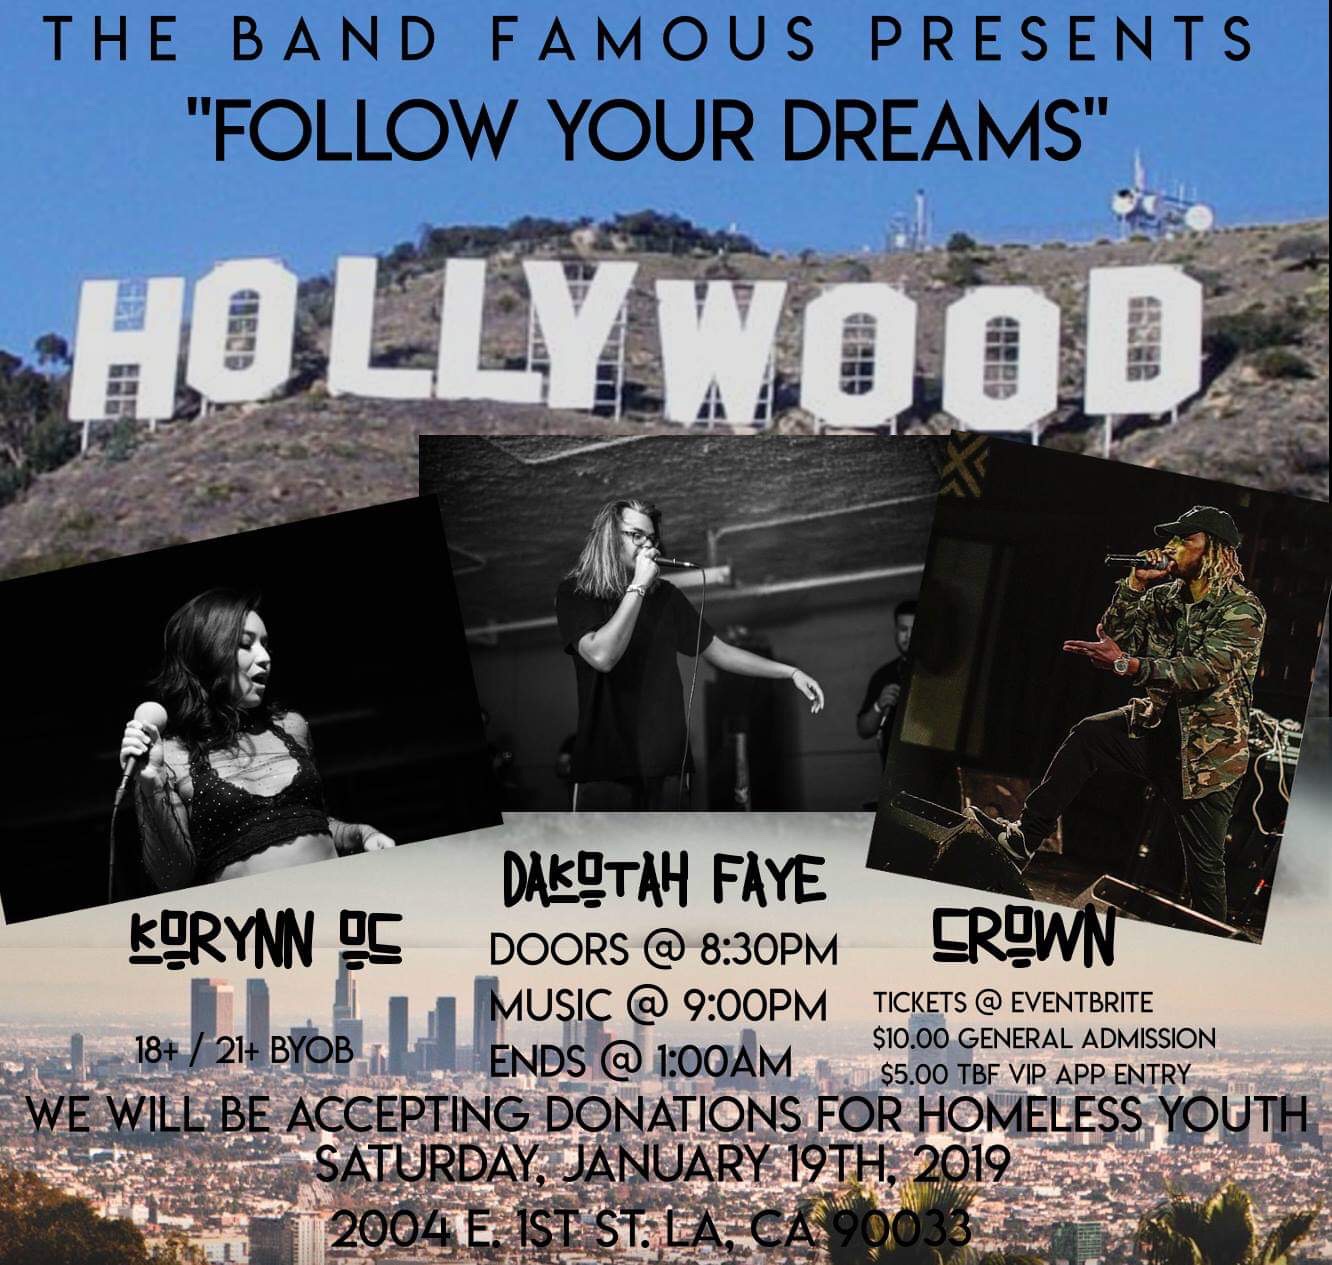 THE BAND FAMOUS PRESENTS
"FOLLOW YOUR DREAMS"
HOLLYWOOD
DAKOTAH FAYE
KORYNN OC
CROWN
DOORS @ 8:30PM
MUSIC @ 9:00PM
ENDS @ 1:00AM
18+ / 21+ BYOB
TICKETS @ EVENTBRITE
$10.00 GENERAL ADMISSION
$5.00 TBF VIP APP ENTRY
WE WILL BE ACCEPTING DONATIONS FOR HOMELESS YOUTH
SATURDAY, JANUARY 19TH, 2019
2004 E. 1ST ST. LA, CA 90033